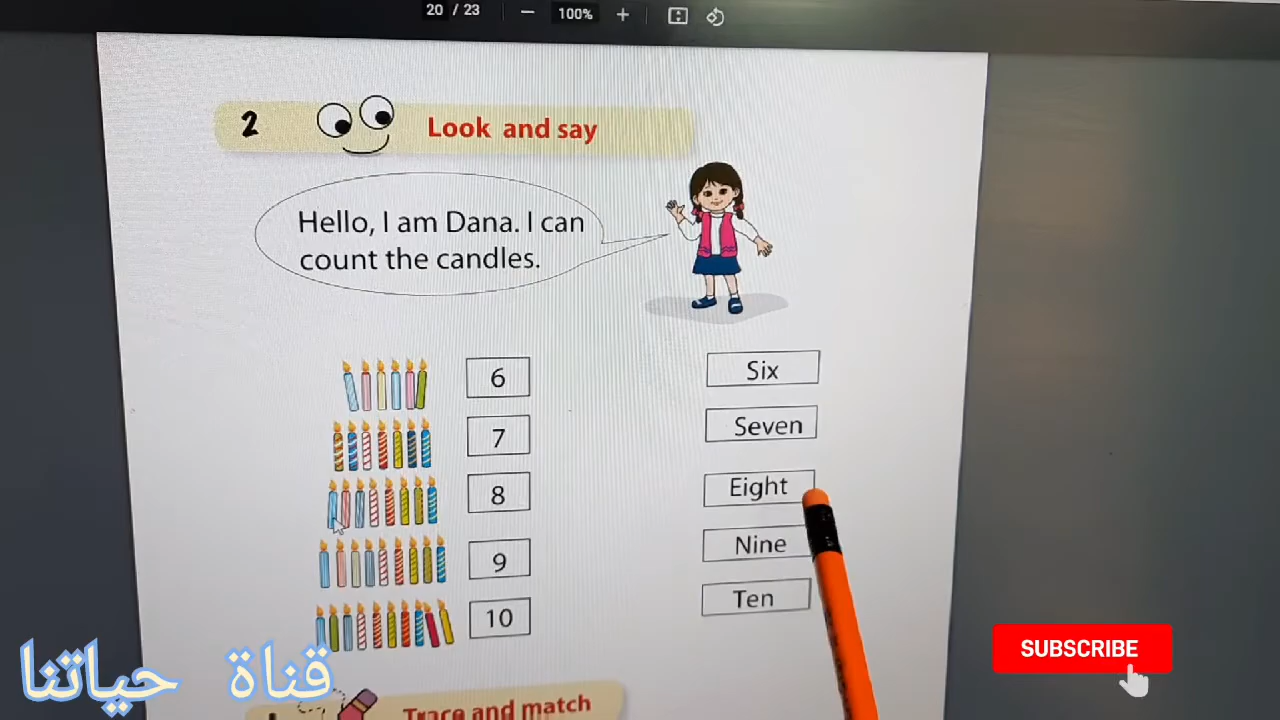 20 / 23
100%
2
Look and say
Hello, I am Dana. I can
count the candles.
6
Six
7
Seven
8
Eight
9
Nine
10
Ten
Trace and match
SUBSCRIBE
قناة حياتنا